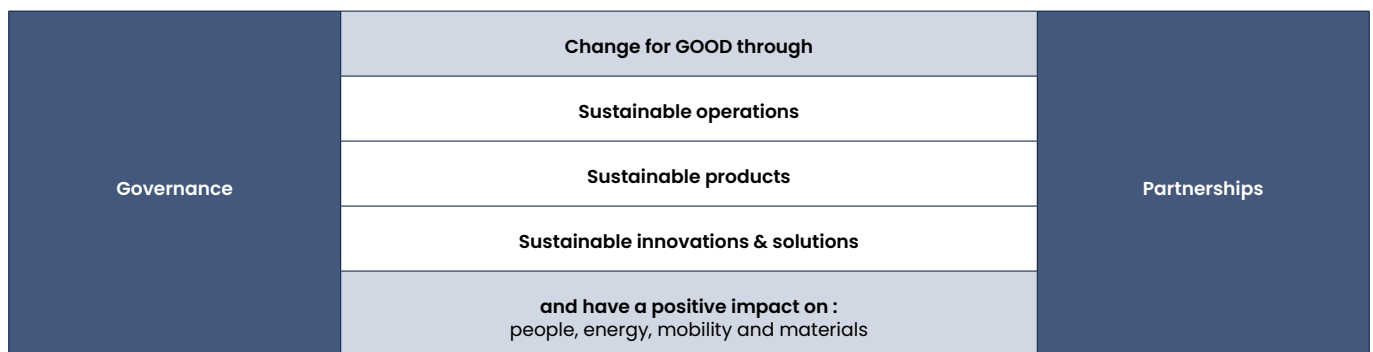 Governance
Change for GOOD through
Sustainable operations
Sustainable products
Sustainable innovations & solutions
and have a positive impact on :
people, energy, mobility and materials
Partnerships